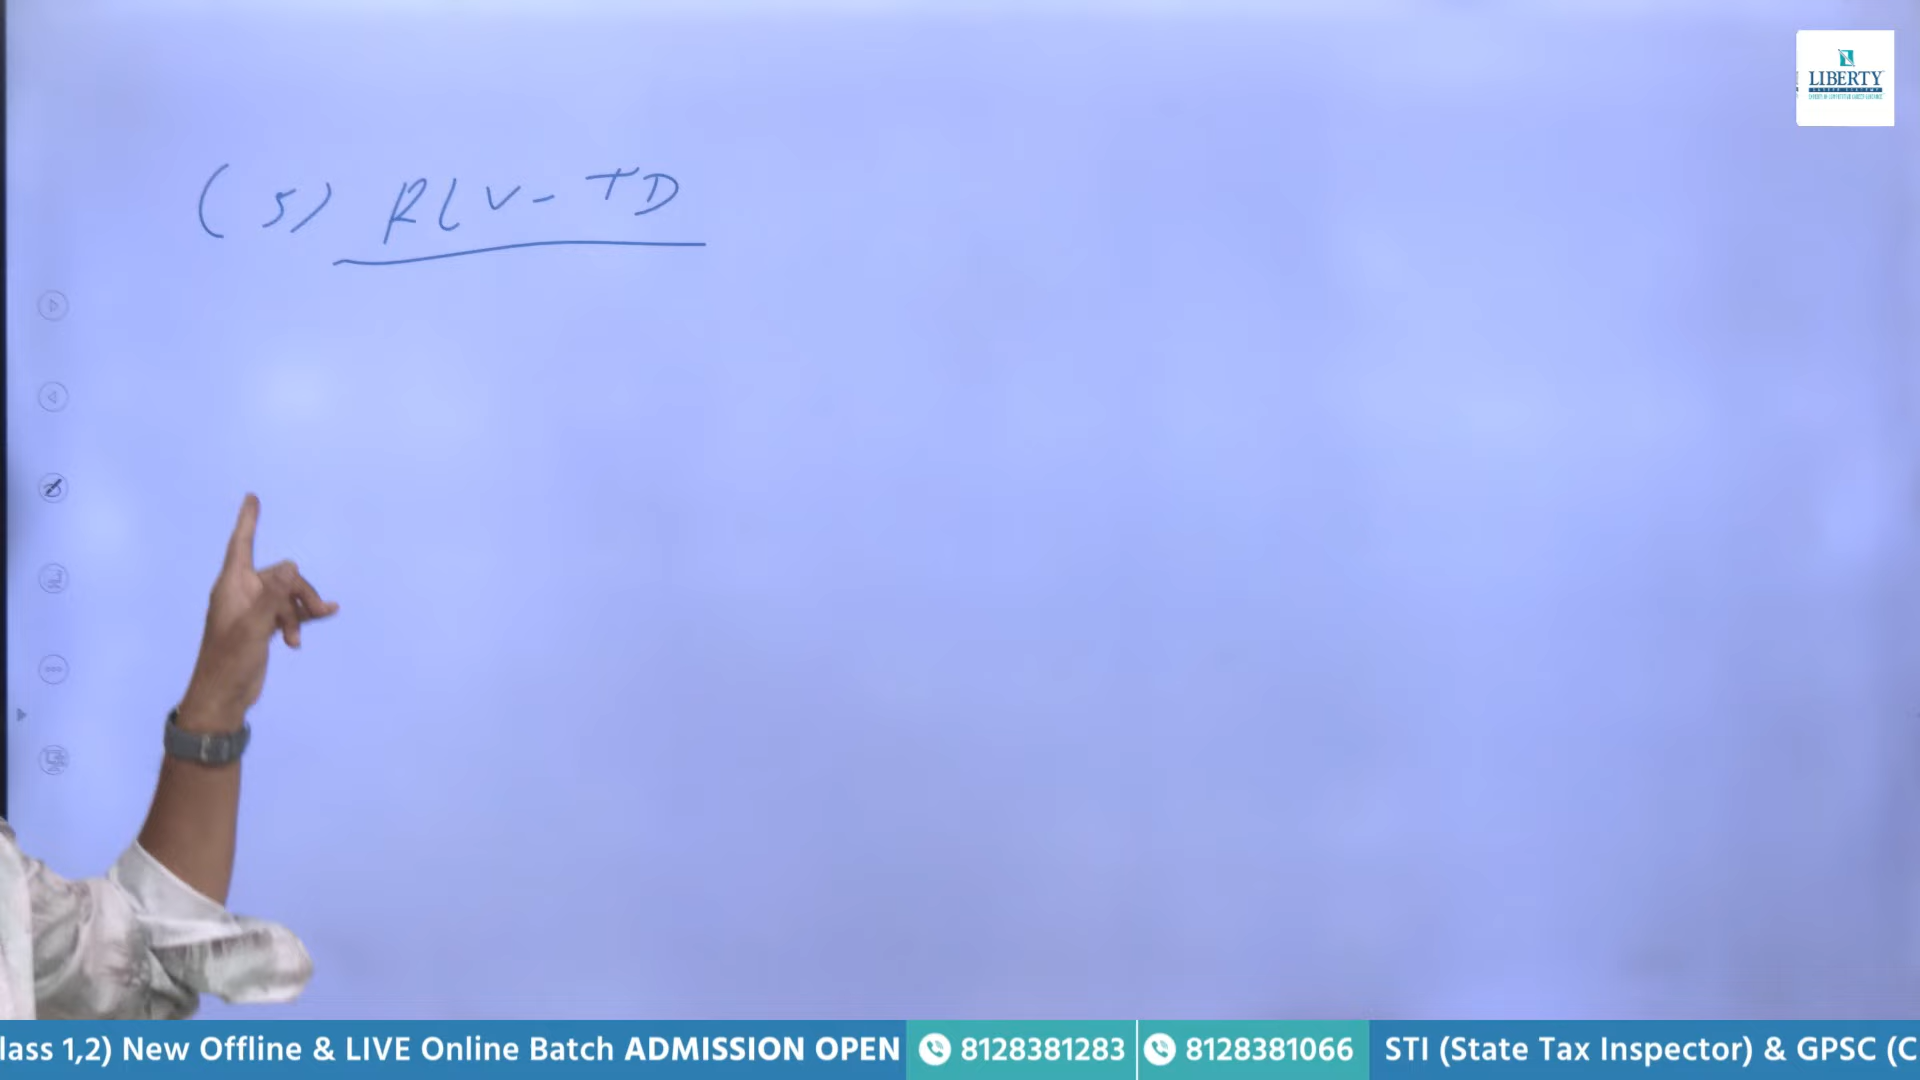 LIBERTY
(5) RLV-TD
lass 1,2) New Offline & LIVE Online Batch ADMISSION OPEN 8128381283 8128381066 STI (State Tax Inspector) & GPSC (C